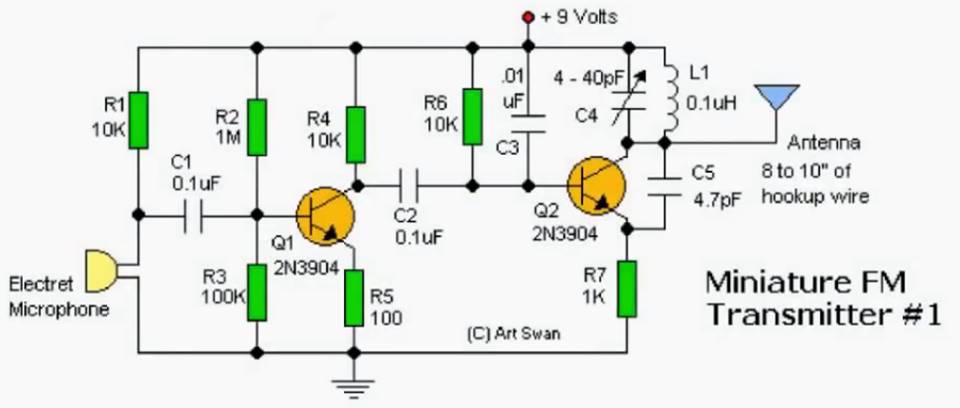 + 9 Volts
R1
10K
R2
1M
R4
10K
R6
10K
.01
uF
C3
4 - 40pF
C4
L1
0.1uH
Antenna
8 to 10" of
hookup wire
C1
0.1uF
C2
0.1uF
C5
4.7pF
Q1
2N3904
Q2
2N3904
Electret
Microphone
R3
100K
R5
100
R7
1K
(C) Art Swan
Miniature FM
Transmitter #1